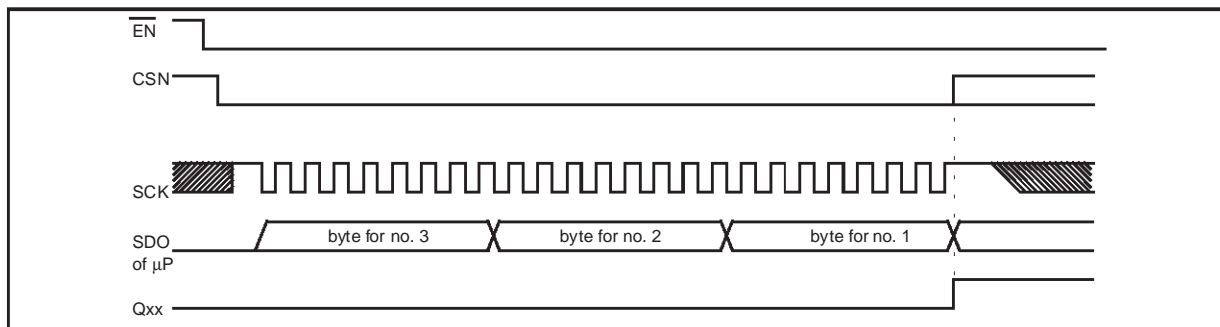 EN
CSN
SCK
SDO
of µP
byte for no. 3
byte for no. 2
byte for no. 1
Qxx